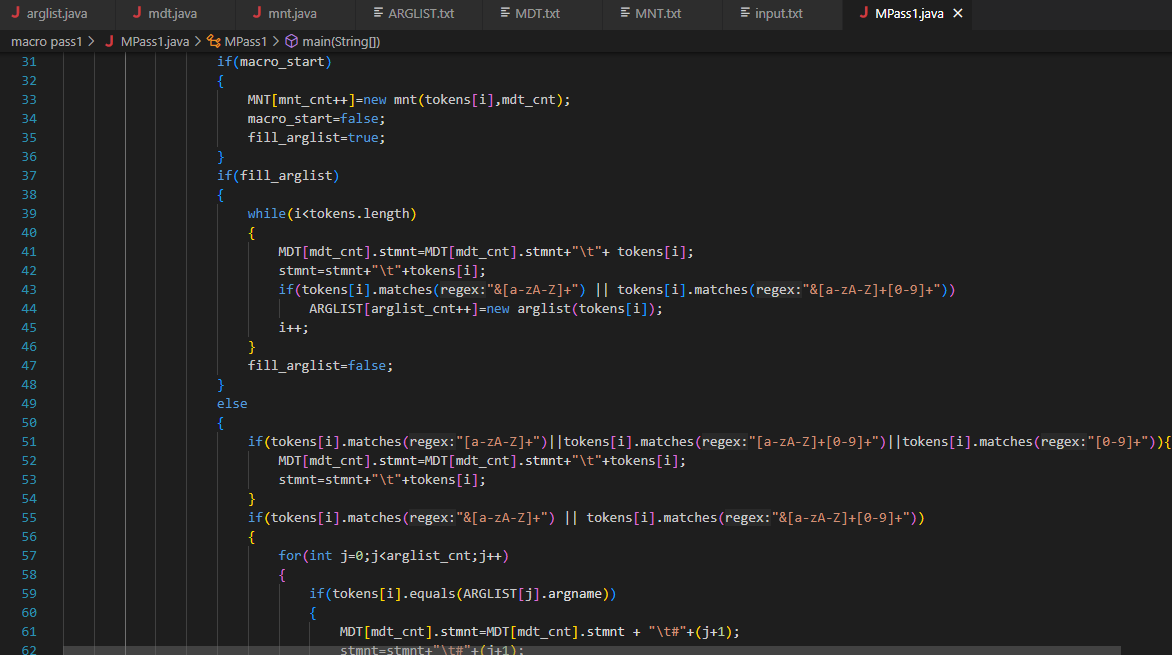 arglist.java mdt.java mnt.java ARGLIST.txt MDT.txt MNT.txt input.txt MPass1.java ×
macro pass1 > MPass1.java > MPass1 > main(String[])
31 if(macro_start)
32 {
33 MNT[mnt_cnt++]=new mnt(tokens[i],mdt_cnt);
34 macro_start=false;
35 fill_arglist=true;
36 }
37 if(fill_arglist)
38 {
39 while(i<tokens.length)
40 {
41 MDT[mdt_cnt].stmnt=MDT[mdt_cnt].stmnt+"\t"+ tokens[i];
42 stmnt=stmnt+"\t"+tokens[i];
43 if(tokens[i].matches(regex:"&[a-zA-Z]+") || tokens[i].matches(regex:"&[a-zA-Z]+[0-9]+"))
44 ARGLIST[arglist_cnt++]=new arglist(tokens[i]);
45 i++;
46 }
47 fill_arglist=false;
48 }
49 else
50 {
51 if(tokens[i].matches(regex:"[a-zA-Z]+")||tokens[i].matches(regex:"[a-zA-Z]+[0-9]+")||tokens[i].matches(regex:"[0-9]+")){
52 MDT[mdt_cnt].stmnt=MDT[mdt_cnt].stmnt+"\t"+tokens[i];
53 stmnt=stmnt+"\t"+tokens[i];
54 }
55 if(tokens[i].matches(regex:"&[a-zA-Z]+") || tokens[i].matches(regex:"&[a-zA-Z]+[0-9]+"))
56 {
57 for(int j=0;j<arglist_cnt;j++)
58 {
59 if(tokens[i].equals(ARGLIST[j].argname))
60 {
61 MDT[mdt_cnt].stmnt=MDT[mdt_cnt].stmnt + "\t#"+(j+1);
62 stmnt=stmnt+"\t#"+(j+1);